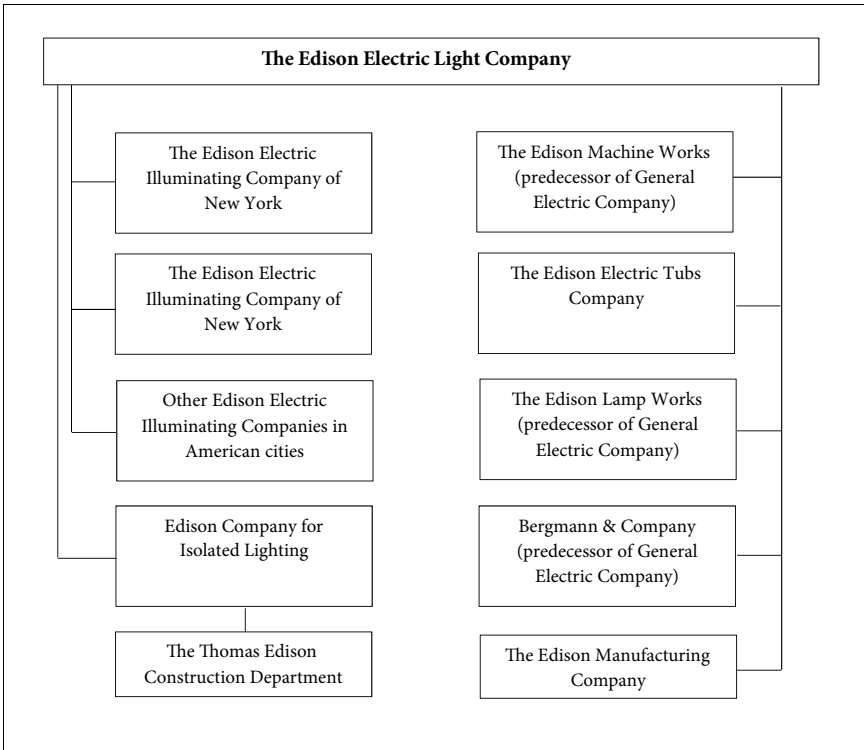 The Edison Electric Light Company
The Edison Electric
Illuminating Company of
New York
The Edison Electric
Illuminating Company of
New York
Other Edison Electric
Illuminating Companies in
American cities
Edison Company for
Isolated Lighting
The Thomas Edison
Construction Department
The Edison Machine Works
(predecessor of General
Electric Company)
The Edison Electric Tubs
Company
The Edison Lamp Works
(predecessor of General
Electric Company)
Bergmann & Company
(predecessor of General
Electric Company)
The Edison Manufacturing
Company